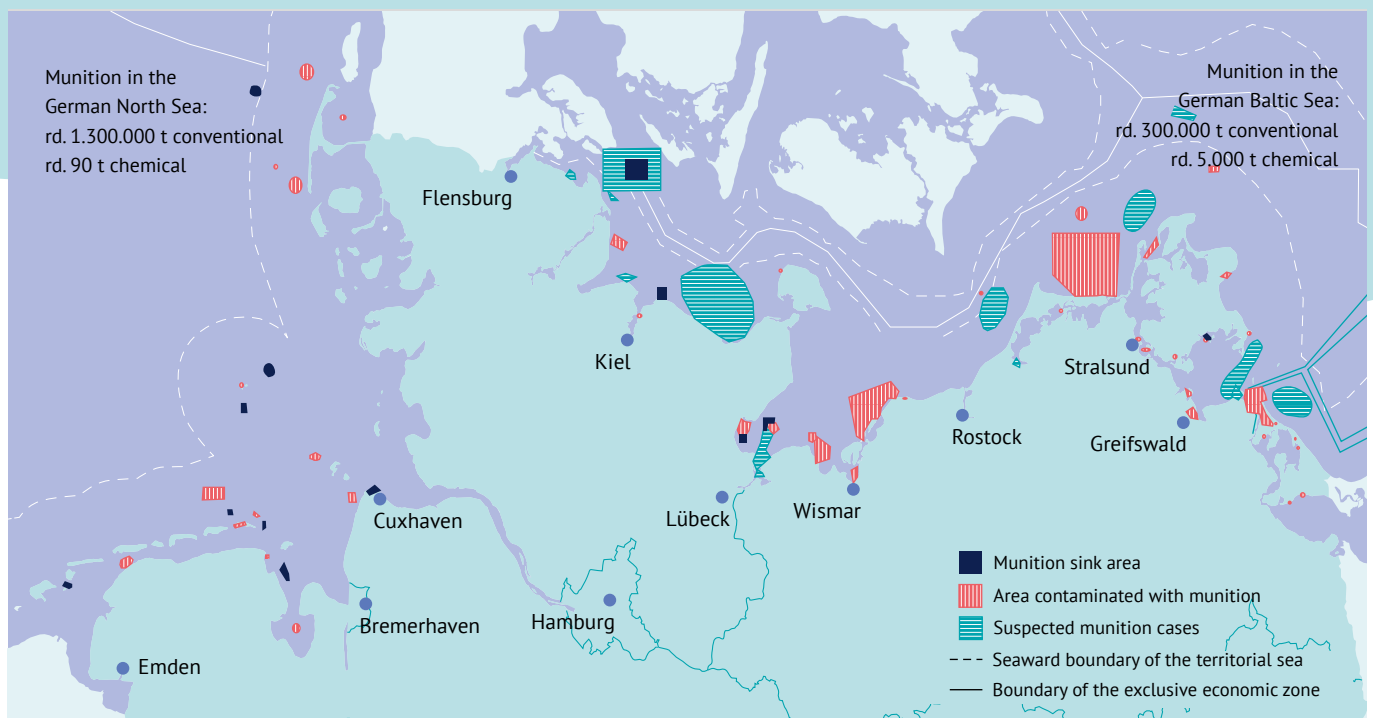 Munition in the
German North Sea:
rd. 1.300.000 t conventional
rd. 90 t chemical
Munition in the
German Baltic Sea:
rd. 300.000 t conventional
rd. 5.000 t chemical
Flensburg
Kiel
Stralsund
Rostock
Greifswald
Cuxhaven
Lübeck
Wismar
Bremerhaven
Hamburg
Emden
Munition sink area
Area contaminated with munition
Suspected munition cases
Seaward boundary of the territorial sea
Boundary of the exclusive economic zone